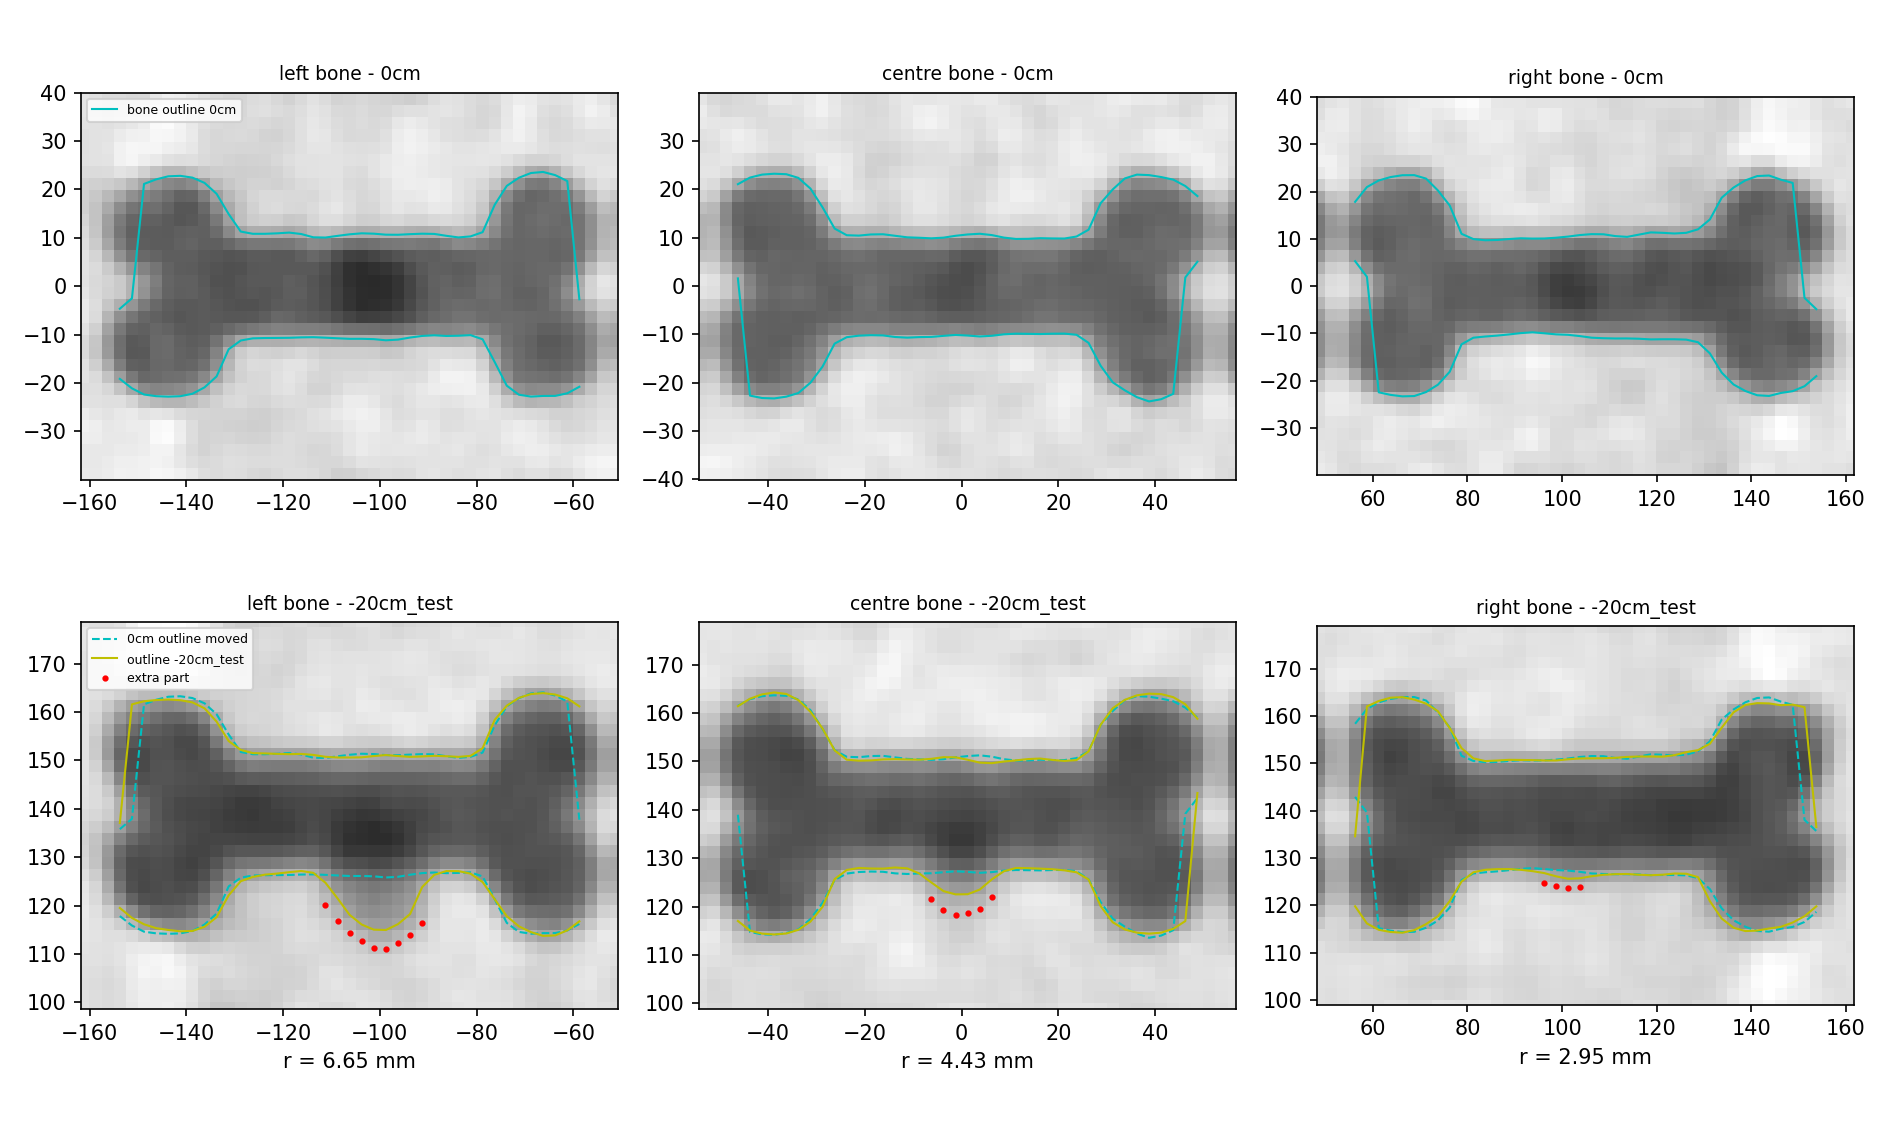 left bone - 0cm
centre bone - 0cm
right bone - 0cm
bone outline 0cm
40
30
20
10
0
−10
−20
−30
−160 −140 −120 −100 −80 −60
30
20
10
0
−10
−20
−30
−40
−40 −20 0 20 40
40
30
20
10
0
−10
−20
−30
60 80 100 120 140 160
left bone - -20cm_test
centre bone - -20cm_test
right bone - -20cm_test
0cm outline moved
outline -20cm_test
extra part
170
160
150
140
130
120
110
100
−160 −140 −120 −100 −80 −60
r = 6.65 mm
170
160
150
140
130
120
110
100
−40 −20 0 20 40
r = 4.43 mm
170
160
150
140
130
120
110
100
60 80 100 120 140 160
r = 2.95 mm